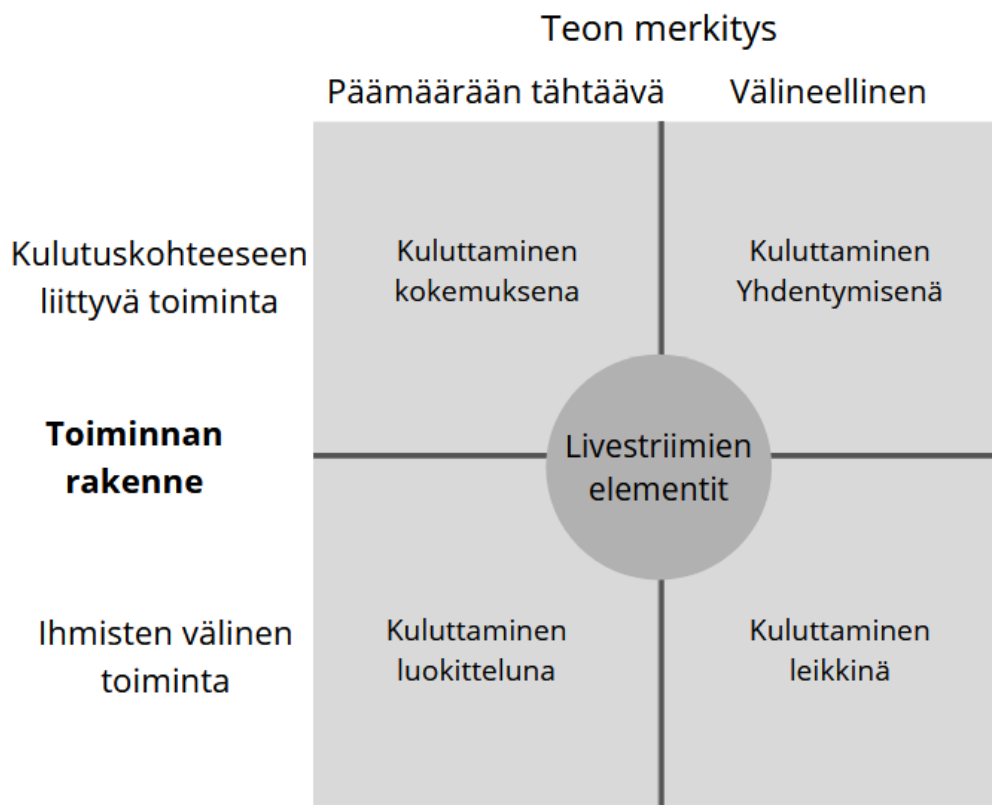 Teon merkitys
Päämäärään tähtäävä
Välineellinen
Kulutuskohteeseen
liittyvä toiminta
Kuluttaminen
kokemuksena
Kuluttaminen
Yhdentymisenä
Toiminnan
rakenne
Livestriimien
elementit
Ihmisten välinen
toiminta
Kuluttaminen
luokitteluna
Kuluttaminen
leikkinä